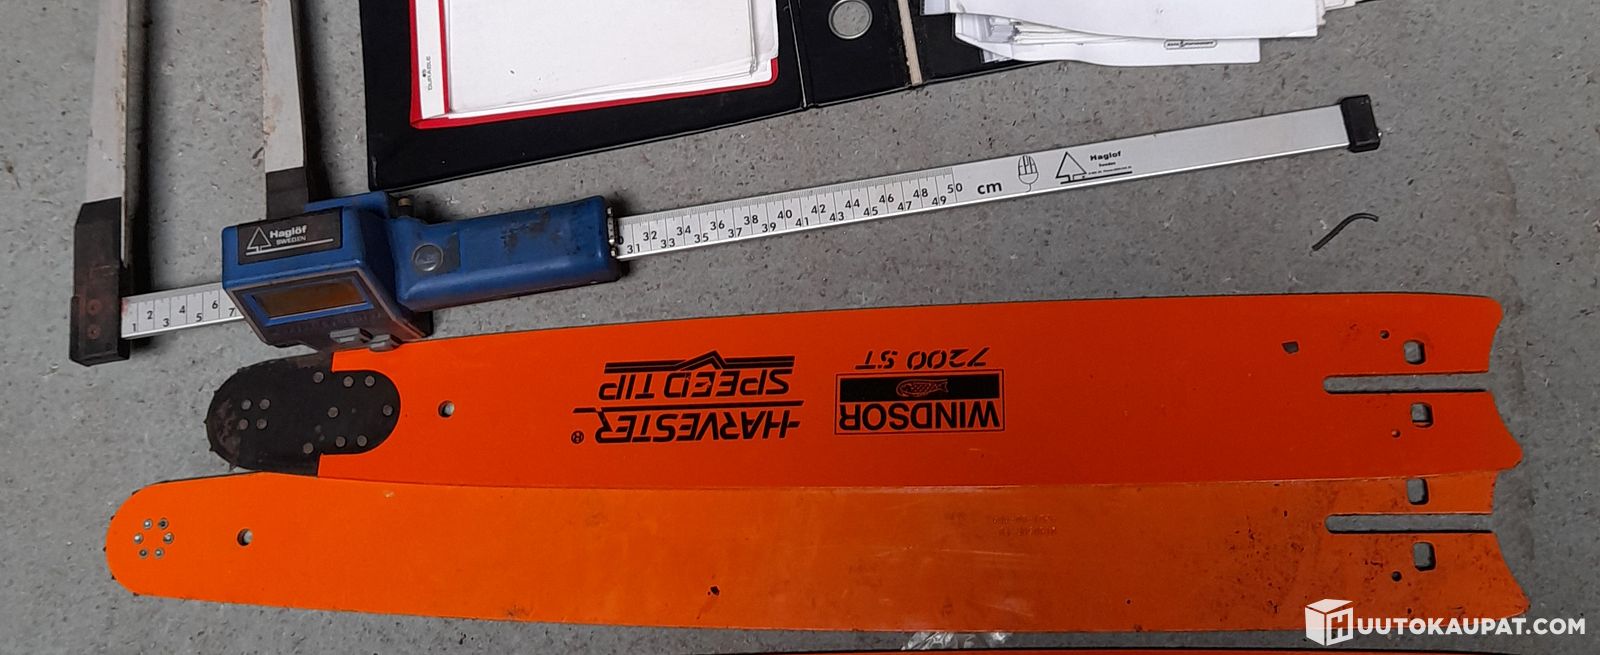 DURABLE
Haglöf
SWEDEN
1 2 3 4 5 6 7
31 32 33 34 35 36 37 38 39 40 41 42 43 44 45 46 47 48 49 50 cm
Haglof
Sweden
7200 ST
WINDSOR
HARVESTER®
SPEED TIP
HUUTOKAUPAT.COM